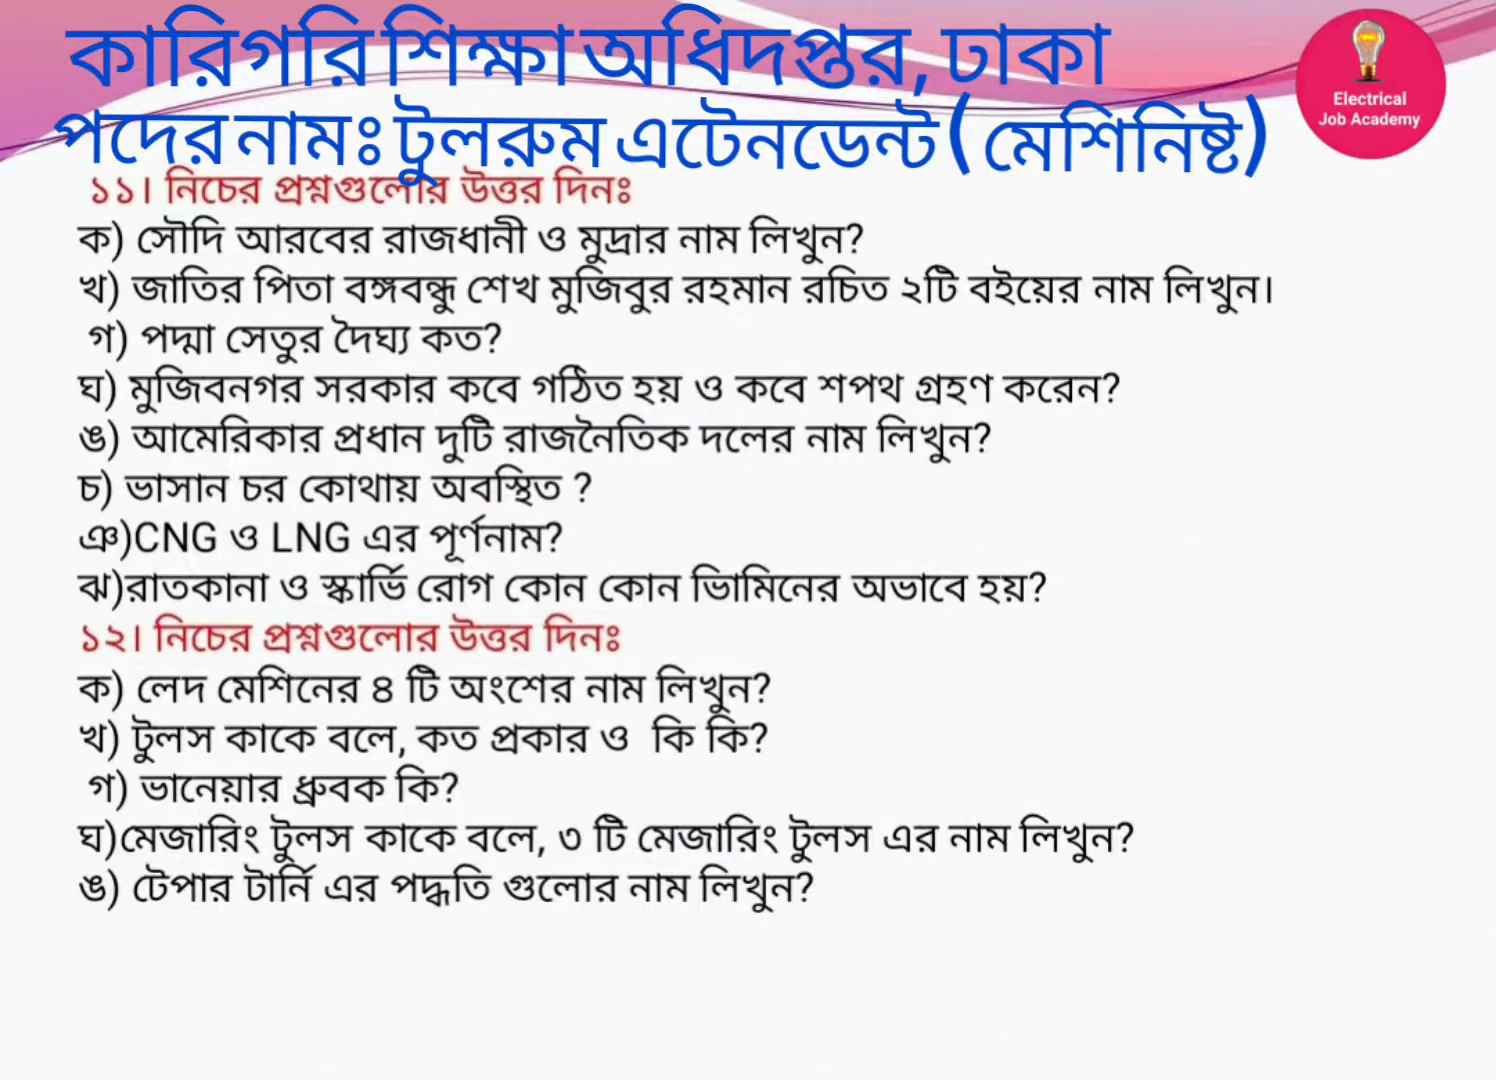 কারিগরি শিক্ষা অধিদপ্তর, ঢাকা
পদের নামঃ টুলরুম এটেনডেন্ট ( মেশিনিষ্ট)
Electrical
Job Academy
১১। নিচের প্রশ্নগুলোর উত্তর দিনঃ
ক) সৌদি আরবের রাজধানী ও মুদ্রার নাম লিখুন?
খ) জাতির পিতা বঙ্গবন্ধু শেখ মুজিবুর রহমান রচিত ২টি বইয়ের নাম লিখুন।
গ) পদ্মা সেতুর দৈঘ্য কত?
ঘ) মুজিবনগর সরকার কবে গঠিত হয় ও কবে শপথ গ্রহণ করেন?
ঙ) আমেরিকার প্রধান দুটি রাজনৈতিক দলের নাম লিখুন?
চ) ভাসান চর কোথায় অবস্থিত ?
ঞ)CNG ও LNG এর পূর্ণনাম?
ঝ)রাতকানা ও স্কার্ভি রোগ কোন কোন ভিামিনের অভাবে হয়?
১২। নিচের প্রশ্নগুলোর উত্তর দিনঃ
ক) লেদ মেশিনের ৪ টি অংশের নাম লিখুন?
খ) টুলস কাকে বলে, কত প্রকার ও কি কি?
গ) ভানেয়ার ধ্রুবক কি?
ঘ)মেজারিং টুলস কাকে বলে, ৩ টি মেজারিং টুলস এর নাম লিখুন?
ঙ) টেপার টার্নি এর পদ্ধতি গুলোর নাম লিখুন?